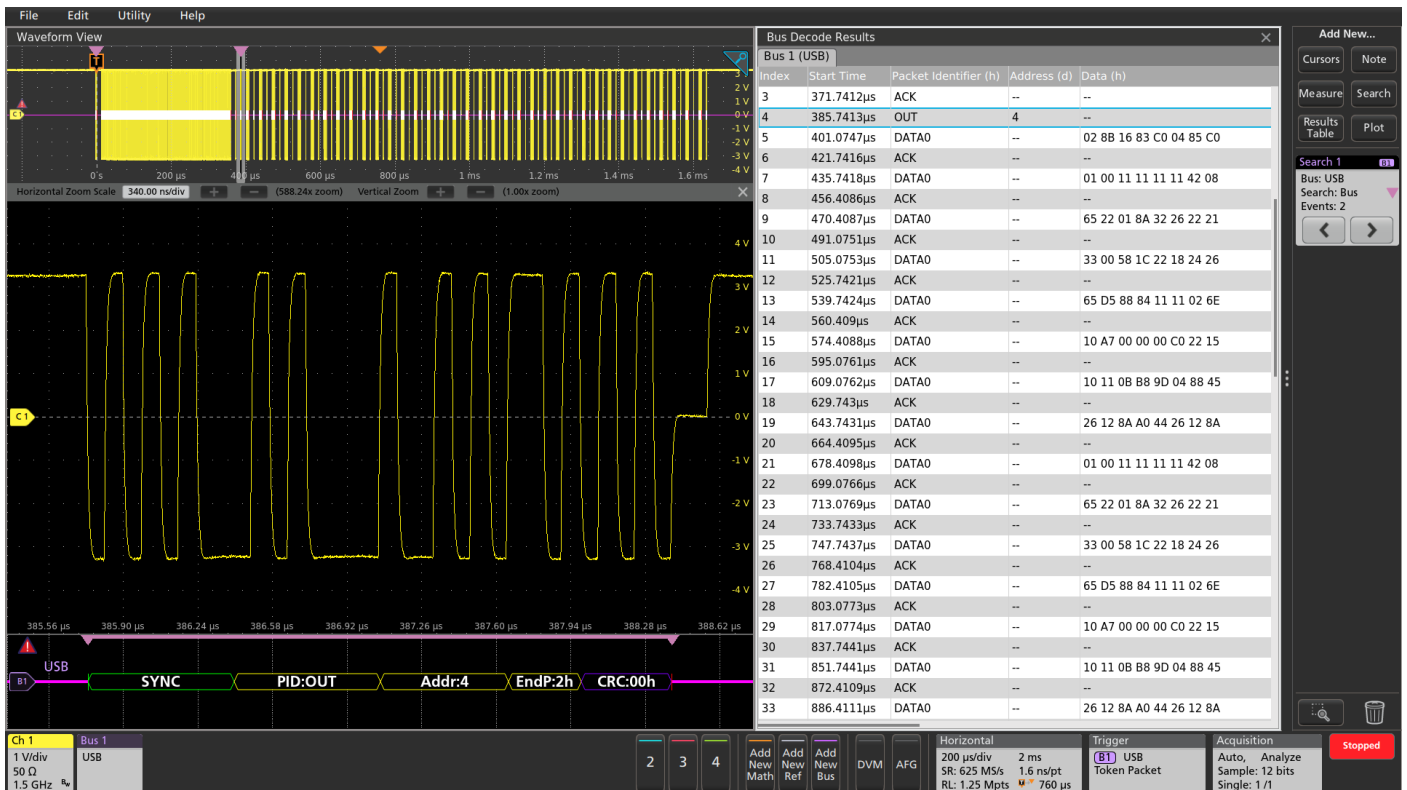 File Edit Utility Help
Waveform View
T
3 V
2 V
1 V
0 V
-1 V
-2 V
-3 V
-4 V
C1
0 s 200 µs 400 µs 600 µs 800 µs 1 ms 1.2 ms 1.4 ms 1.6 ms
Horizontal Zoom Scale 340.00 ns/div + − (588.24x zoom) Vertical Zoom + − (1.00x zoom)
4 V
3 V
2 V
1 V
C1 0 V
-1 V
-2 V
-3 V
-4 V
385.56 µs 385.90 µs 386.24 µs 386.58 µs 386.92 µs 387.26 µs 387.60 µs 387.94 µs 388.28 µs 388.62 µs
USB
B1 SYNC PID:OUT Addr:4 EndP:2h CRC:00h
Bus Decode Results
Bus 1 (USB)
Index Start Time Packet Identifier (h) Address (d) Data (h)
3 371.7412µs ACK -- --
4 385.7413µs OUT 4 --
5 401.0747µs DATA0 -- 02 8B 16 83 C0 04 85 C0
6 421.7416µs ACK -- --
7 435.7418µs DATA0 -- 01 00 11 11 11 11 42 08
8 456.4086µs ACK -- --
9 470.4087µs DATA0 -- 65 22 01 8A 32 26 22 21
10 491.0751µs ACK -- --
11 505.0753µs DATA0 -- 33 00 58 1C 22 18 24 26
12 525.7421µs ACK -- --
13 539.7424µs DATA0 -- 65 D5 88 84 11 11 02 6E
14 560.409µs ACK -- --
15 574.4088µs DATA0 -- 10 A7 00 00 00 C0 22 15
16 595.0761µs ACK -- --
17 609.0762µs DATA0 -- 10 11 0B B8 9D 04 88 45
18 629.743µs ACK -- --
19 643.7431µs DATA0 -- 26 12 8A A0 44 26 12 8A
20 664.4095µs ACK -- --
21 678.4098µs DATA0 -- 01 00 11 11 11 11 42 08
22 699.0766µs ACK -- --
23 713.0769µs DATA0 -- 65 22 01 8A 32 26 22 21
24 733.7433µs ACK -- --
25 747.7437µs DATA0 -- 33 00 58 1C 22 18 24 26
26 768.4104µs ACK -- --
27 782.4105µs DATA0 -- 65 D5 88 84 11 11 02 6E
28 803.0773µs ACK -- --
29 817.0774µs DATA0 -- 10 A7 00 00 00 C0 22 15
30 837.7441µs ACK -- --
31 851.7441µs DATA0 -- 10 11 0B B8 9D 04 88 45
32 872.4109µs ACK -- --
33 886.4111µs DATA0 -- 26 12 8A A0 44 26 12 8A
Add New...
Cursors Note
Measure Search
Results Table Plot
Search 1 B1
Bus: USB
Search: Bus
Events: 2
Ch 1
1 V/div
50 Ω
1.5 GHz Bw
Bus 1
USB
2 3 4
Add New Math
Add New Ref
Add New Bus
DVM
AFG
Horizontal
200 µs/div 2 ms
SR: 625 MS/s 1.6 ns/pt
RL: 1.25 Mpts 760 µs
Trigger
B1 USB
Token Packet
Acquisition
Auto, Analyze
Sample: 12 bits
Single: 1 /1
Stopped